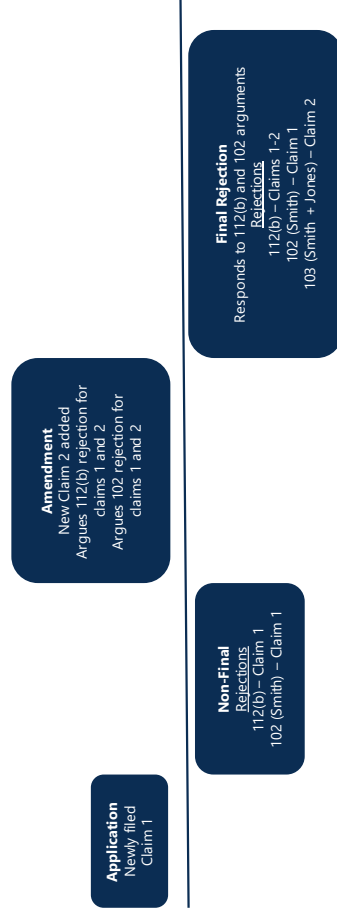 Application
Newly filed
Claim 1
Non-Final
Rejections
112(b) – Claim 1
102 (Smith) – Claim 1
Amendment
New Claim 2 added
Argues 112(b) rejection for
claims 1 and 2
Argues 102 rejection for
claims 1 and 2
Final Rejection
Responds to 112(b) and 102 arguments
Rejections
112(b) – Claims 1-2
102 (Smith) – Claim 1
103 (Smith + Jones) – Claim 2